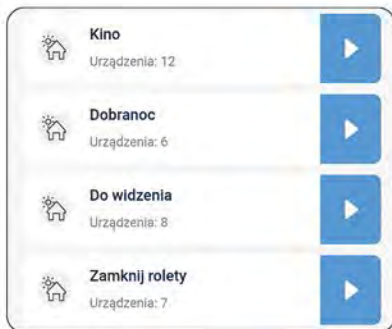 Kino
Urządzenia: 12
Dobranoc
Urządzenia: 6
Do widzenia
Urządzenia: 8
Zamknij rolety
Urządzenia: 7